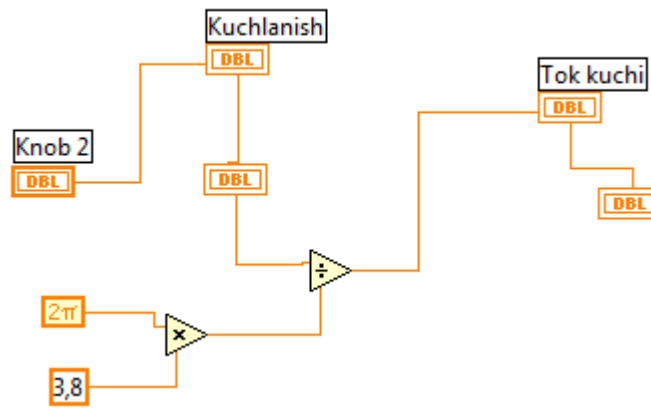 Kuchlanish
DBL
Tok kuchi
DBL
Knob 2
DBL
DBL
DBL
÷
2π
×
3,8